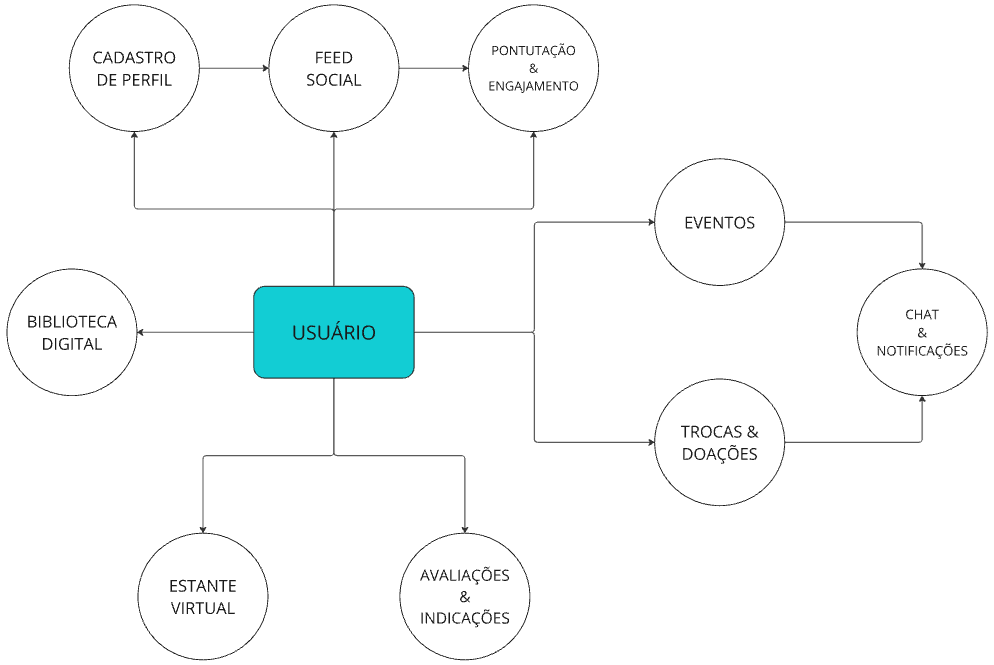 CADASTRO
DE PERFIL
FEED
SOCIAL
PONTUTAÇÃO
&
ENGAJAMENTO
EVENTOS
BIBLIOTECA
DIGITAL
USUÁRIO
CHAT
&
NOTIFICAÇÕES
TROCAS &
DOAÇÕES
ESTANTE
VIRTUAL
AVALIAÇÕES
&
INDICAÇÕES